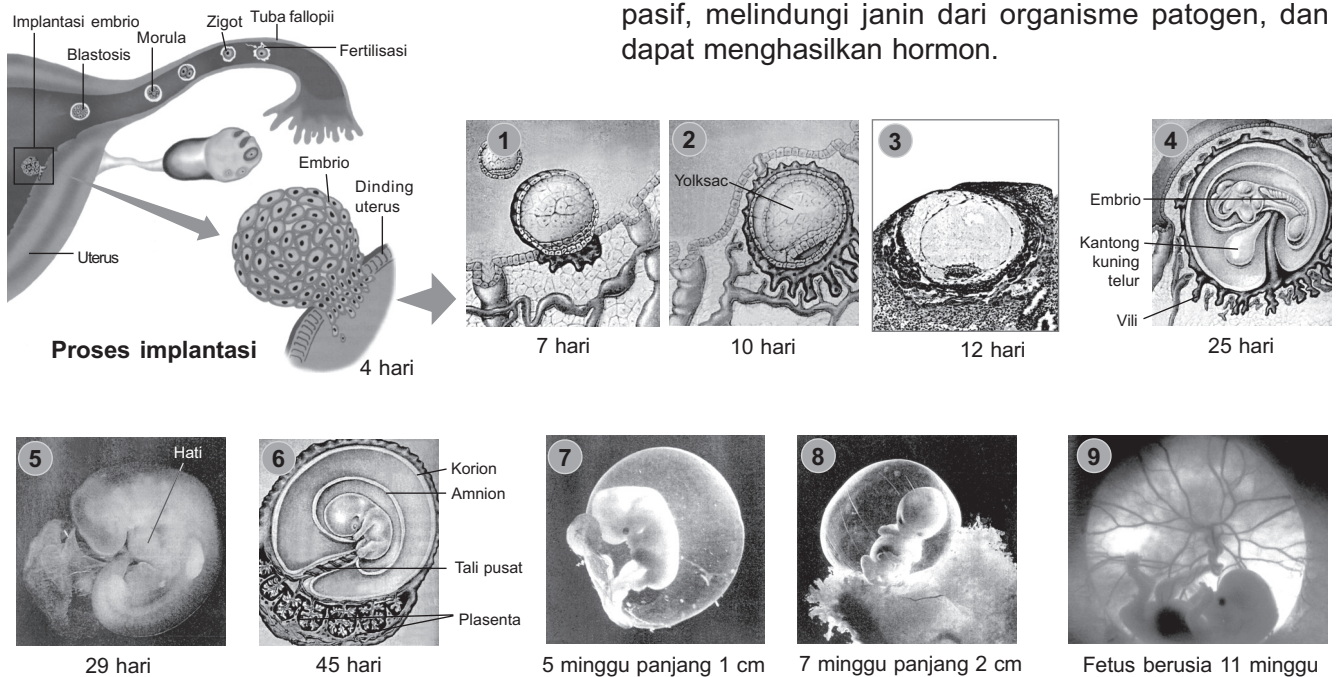 pasif, melindungi janin dari organisme patogen, dan
dapat menghasilkan hormon.
Implantasi embrio
Blastosis
Morula
Zigot
Tuba fallopii
Fertilisasi
Uterus
Embrio
Dinding
uterus
Proses implantasi
4 hari
1
7 hari
2
Yolksac
10 hari
3
12 hari
4
Embrio
Kantong
kuning
telur
Vili
25 hari
5
Hati
29 hari
6
Korion
Amnion
Tali pusat
Plasenta
45 hari
7
5 minggu panjang 1 cm
8
7 minggu panjang 2 cm
9
Fetus berusia 11 minggu